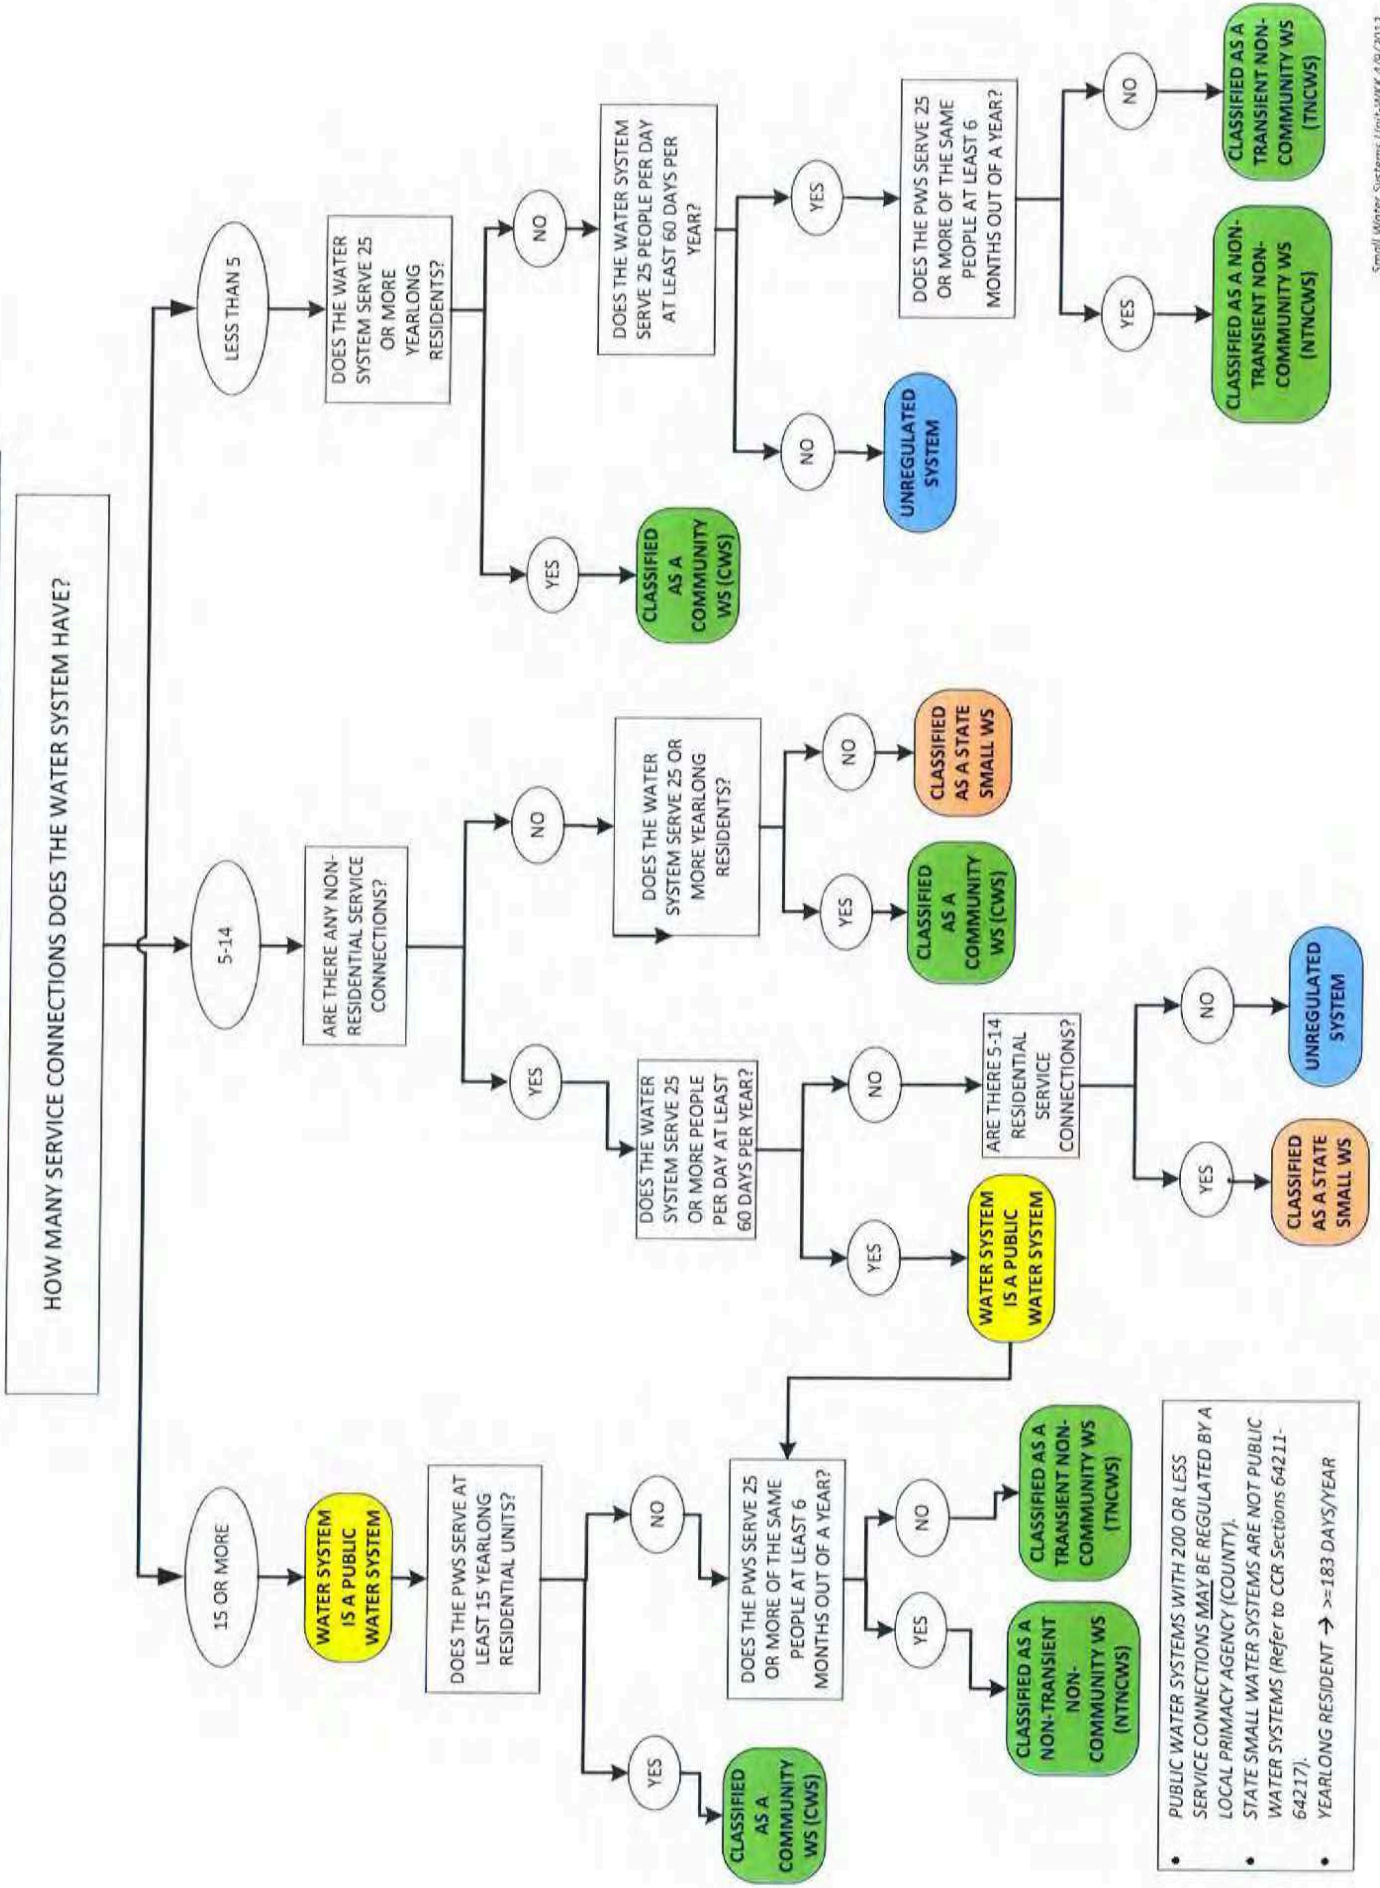 HOW MANY SERVICE CONNECTIONS DOES THE WATER SYSTEM HAVE?
15 OR MORE
WATER SYSTEM
IS A PUBLIC
WATER SYSTEM
DOES THE PWS SERVE AT
LEAST 15 YEARLONG
RESIDENTIAL UNITS?
YES
CLASSIFIED
AS A
COMMUNITY
WS (CWS)
NO
DOES THE PWS SERVE 25
OR MORE OF THE SAME
PEOPLE AT LEAST 6
MONTHS OUT OF A YEAR?
YES
CLASSIFIED AS A
NON-TRANSIENT
NON-
COMMUNITY WS
(NTNCWS)
NO
CLASSIFIED AS A
TRANSIENT NON-
COMMUNITY WS
(TNCWS)
5-14
ARE THERE ANY NON-
RESIDENTIAL SERVICE
CONNECTIONS?
YES
DOES THE WATER
SYSTEM SERVE 25
OR MORE PEOPLE
PER DAY AT LEAST
60 DAYS PER YEAR?
YES
WATER SYSTEM
IS A PUBLIC
WATER SYSTEM
NO
ARE THERE 5-14
RESIDENTIAL
SERVICE
CONNECTIONS?
YES
CLASSIFIED
AS A STATE
SMALL WS
NO
UNREGULATED
SYSTEM
NO
DOES THE WATER
SYSTEM SERVE 25 OR
MORE YEARLONG
RESIDENTS?
YES
CLASSIFIED
AS A
COMMUNITY
WS (CWS)
NO
CLASSIFIED
AS A STATE
SMALL WS
LESS THAN 5
DOES THE WATER
SYSTEM SERVE 25
OR MORE
YEARLONG
RESIDENTS?
YES
CLASSIFIED
AS A
COMMUNITY
WS (CWS)
NO
DOES THE WATER SYSTEM
SERVE 25 PEOPLE PER DAY
AT LEAST 60 DAYS PER
YEAR?
NO
UNREGULATED
SYSTEM
YES
DOES THE PWS SERVE 25
OR MORE OF THE SAME
PEOPLE AT LEAST 6
MONTHS OUT OF A YEAR?
YES
CLASSIFIED AS A NON-
TRANSIENT NON-
COMMUNITY WS
(NTNCWS)
NO
CLASSIFIED AS A
TRANSIENT NON-
COMMUNITY WS
(TNCWS)
• PUBLIC WATER SYSTEMS WITH 200 OR LESS
SERVICE CONNECTIONS MAY BE REGULATED BY A
LOCAL PRIMACY AGENCY (COUNTY).
• STATE SMALL WATER SYSTEMS ARE NOT PUBLIC
WATER SYSTEMS (Refer to CCR Sections 64211-
64217).
• YEARLONG RESIDENT → >=183 DAYS/YEAR
Small Water Systems Unit-WKK